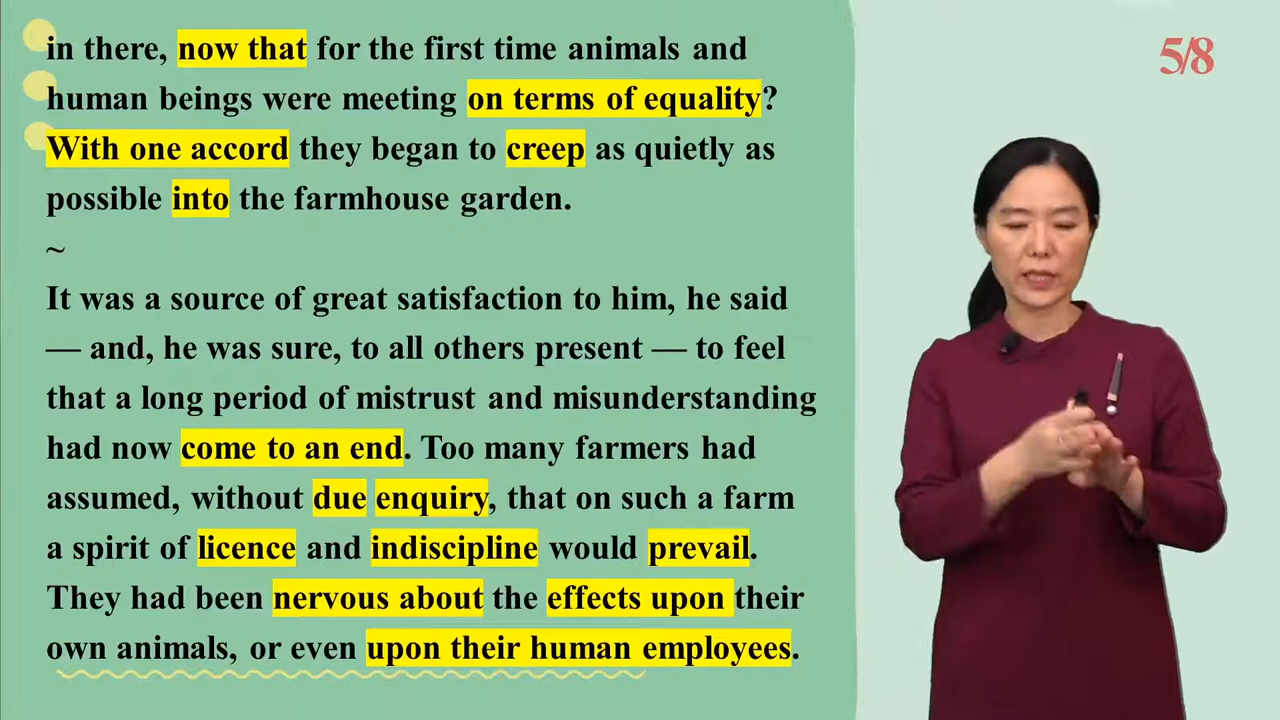 in there, now that for the first time animals and
human beings were meeting on terms of equality?
With one accord they began to creep as quietly as
possible into the farmhouse garden.
~
It was a source of great satisfaction to him, he said
— and, he was sure, to all others present — to feel
that a long period of mistrust and misunderstanding
had now come to an end. Too many farmers had
assumed, without due enquiry, that on such a farm
a spirit of licence and indiscipline would prevail.
They had been nervous about the effects upon their
own animals, or even upon their human employees.
5/8